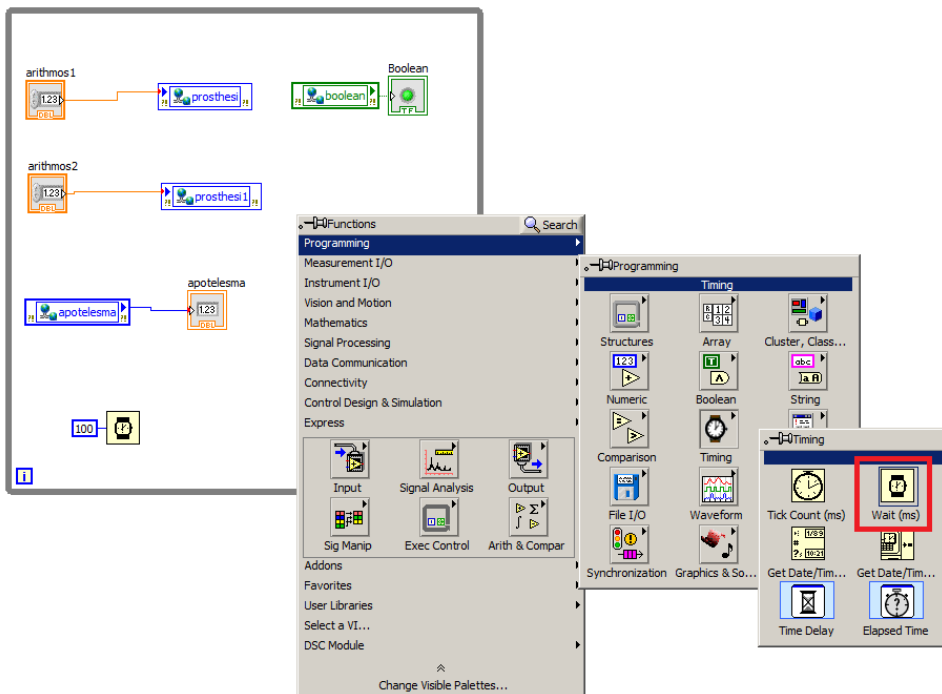 arithmos1
1.23
DBL
prosthesi
boolean
Boolean
TF
arithmos2
1.23
DBL
prosthesi1
apotelesma
apotelesma
1.23
DBL
100
i
Functions
Search
Programming
Measurement I/O
Instrument I/O
Vision and Motion
Mathematics
Signal Processing
Data Communication
Connectivity
Control Design & Simulation
Express
Input
Signal Analysis
Output
Sig Manip
Exec Control
Arith & Compar
Addons
Favorites
User Libraries
Select a VI...
DSC Module
Change Visible Palettes...
Programming
Timing
Structures
Array
Cluster, Class...
123
abc
Numeric
Boolean
String
Comparison
Timing
File I/O
Waveform
Synchronization
Graphics & So...
Timing
Tick Count (ms)
Wait (ms)
Get Date/Tim...
Get Date/Tim...
Time Delay
Elapsed Time